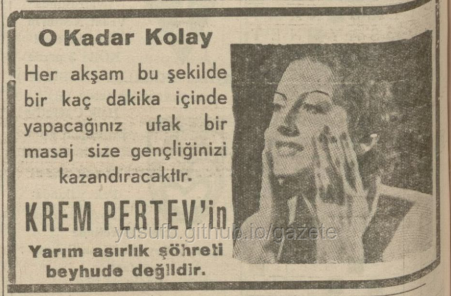 O Kadar Kolay
Her akşam bu şekilde
bir kaç dakika içinde
yapacağınız ufak bir
masaj size gençliğinizi
kazandıracaktır.
KREM PERTEV'in
yusufb.github.io/gazete
Yarım asırlık şöhreti
beyhude değildir.